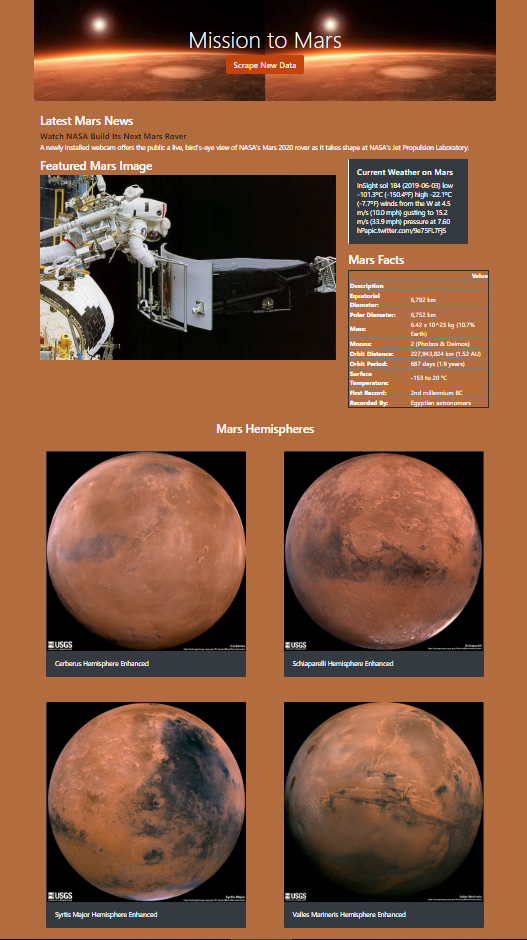 Mission to Mars
Scrape New Data
Latest Mars News
Watch NASA Build Its Next Mars Rover
A newly installed webcam offers the public a live, bird's-eye view of NASA's Mars 2020 rover as it takes shape at NASA's Jet Propulsion Laboratory.
Featured Mars Image
Current Weather on Mars
InSight sol 184 (2019-06-03) low
-101.3ºC (-150.4ºF) high -22.1ºC
(-7.7ºF) winds from the W at 4.5
m/s (10.0 mph) gusting to 15.2
m/s (33.9 mph) pressure at 7.60
hPapic.twitter.com/9e75FL7Fj5
Mars Facts
Value
Description
Equatorial
Diameter: 6,792 km
Polar Diameter: 6,752 km
Mass: 6.42 x 10^23 kg (10.7%
Earth)
Moons: 2 (Phobos & Deimos)
Orbit Distance: 227,943,824 km (1.52 AU)
Orbit Period: 687 days (1.9 years)
Surface
Temperature: -153 to 20 °C
First Record: 2nd millennium BC
Recorded By: Egyptian astronomers
Mars Hemispheres
USGS
Cerberus Hemisphere Enhanced
USGS
Schiaparelli Hemisphere Enhanced
USGS
Syrtis Major
Syrtis Major Hemisphere Enhanced
USGS
Valles Marineris Hemisphere Enhanced